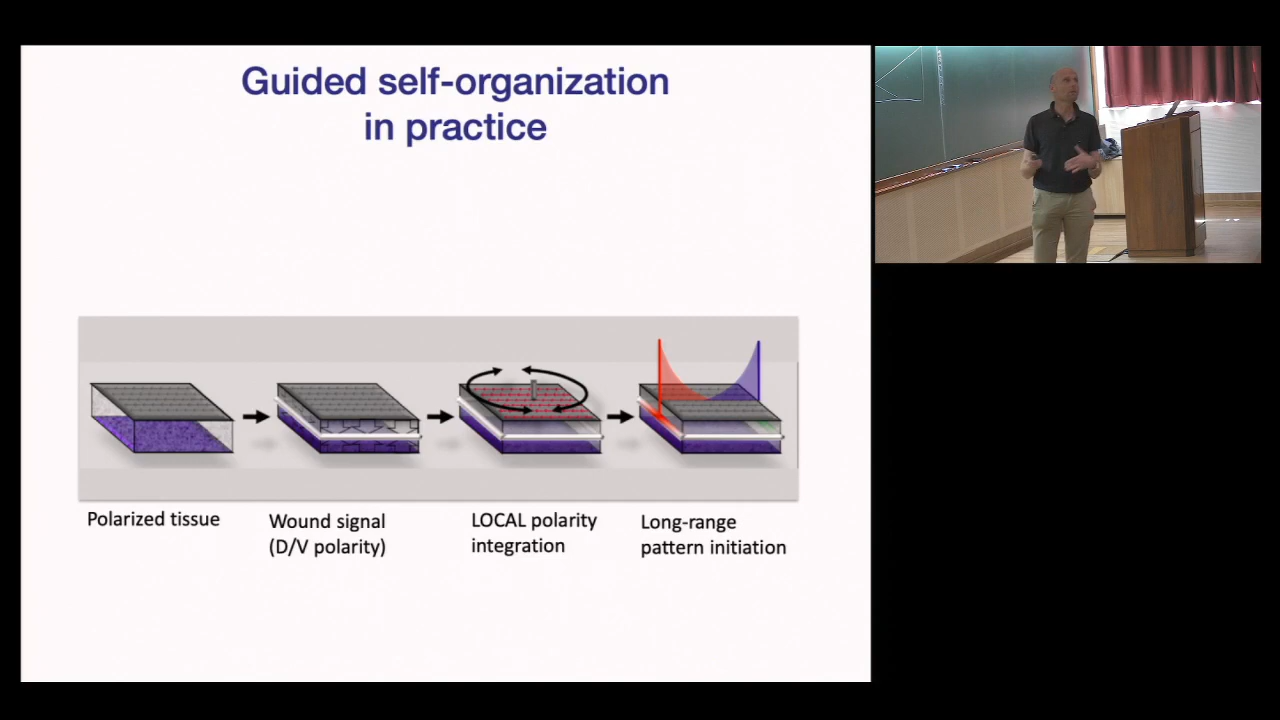 Guided self-organization
in practice
Polarized tissue
Wound signal
(D/V polarity)
LOCAL polarity
integration
Long-range
pattern initiation